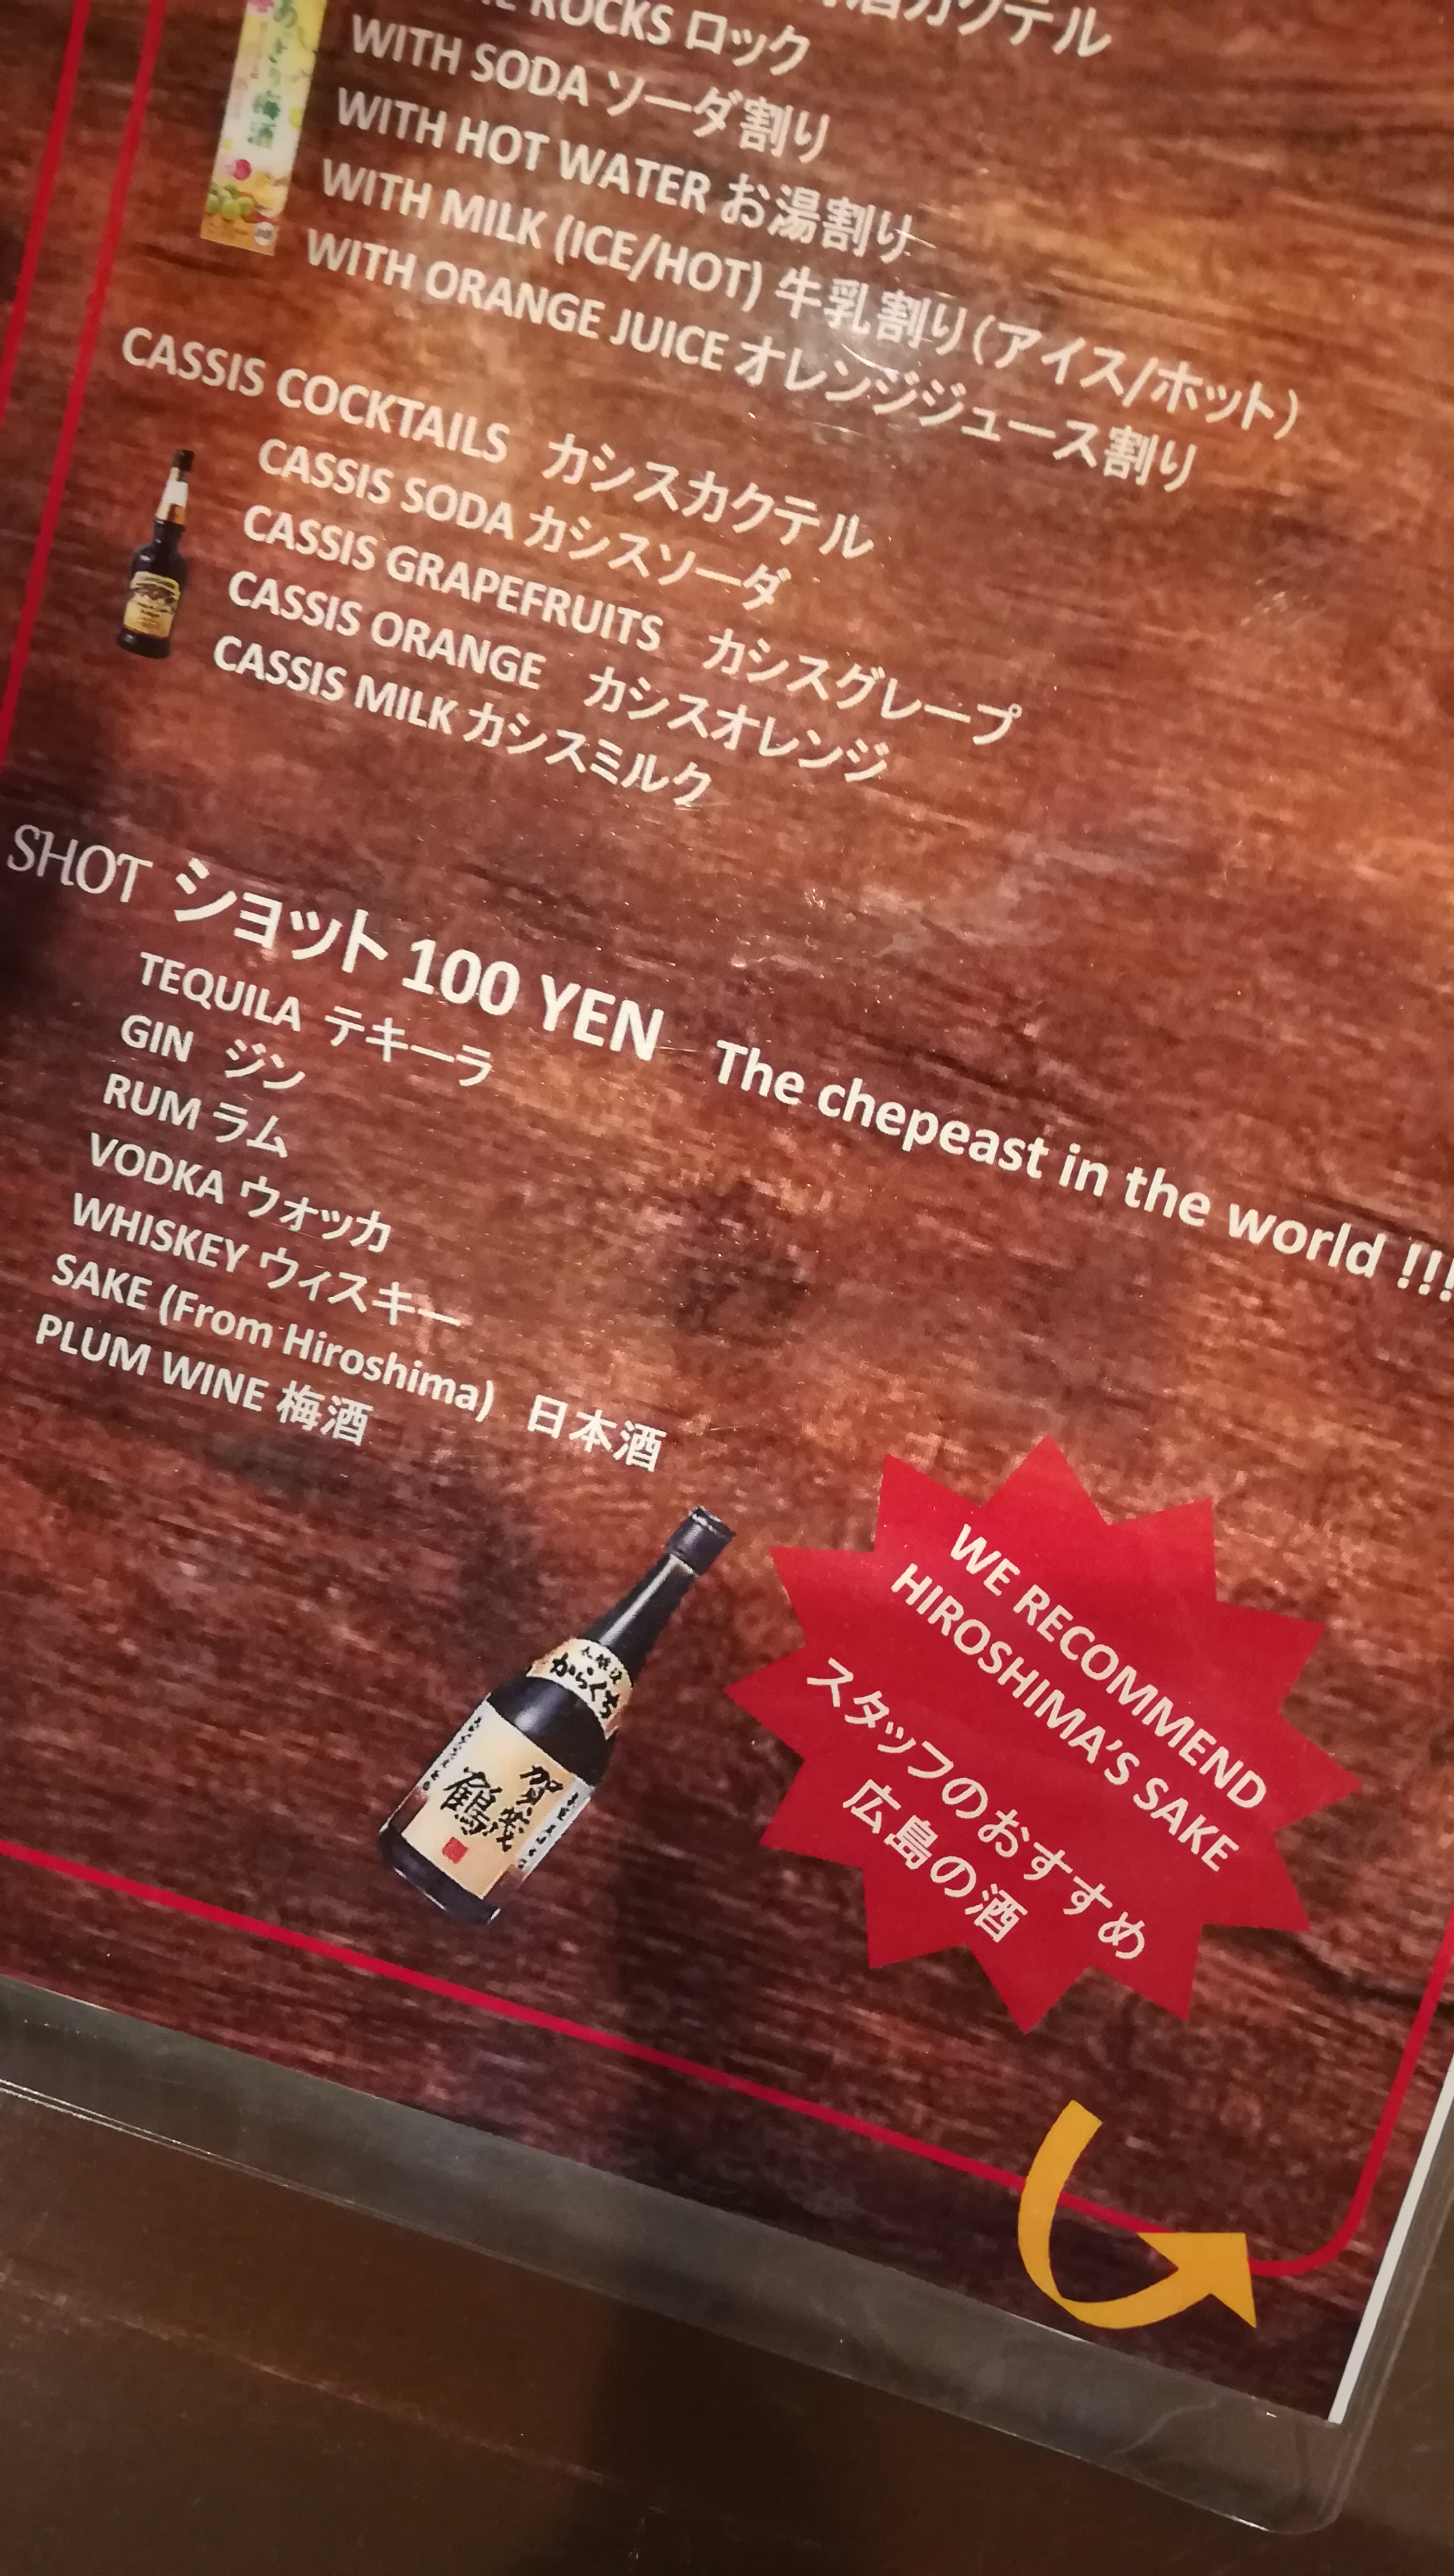 カクテル
ROCKS ロック
WITH SODA ソーダ割り
WITH HOT WATER お湯割り
WITH MILK (ICE/HOT) 牛乳割り(アイス/ホット)
WITH ORANGE JUICE オレンジジュース割り
梅酒
CASSIS COCKTAILS カシスカクテル
CASSIS SODA カシスソーダ
CASSIS GRAPEFRUITS カシスグレープ
CASSIS ORANGE カシスオレンジ
CASSIS MILK カシスミルク
SHOT ショット 100 YEN The chepeast in the world !!!
TEQUILA テキーラ
GIN ジン
RUM ラム
VODKA ウォッカ
WHISKEY ウィスキー
SAKE (From Hiroshima) 日本酒
PLUM WINE 梅酒
からくち
賀茂
鶴
WE RECOMMEND
HIROSHIMA'S SAKE
スタッフのおすすめ
広島の酒